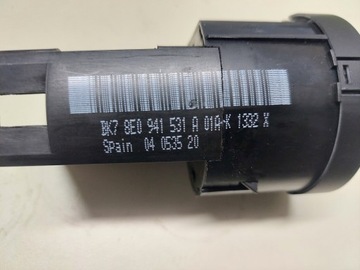 BK7 8E0 941 531 A 01A-K 1332 X
Spain 04 0535 20